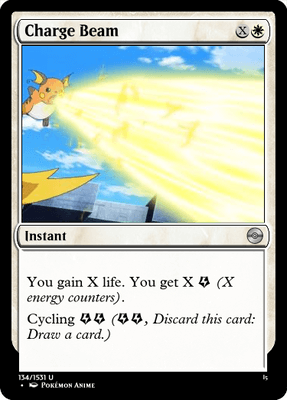 Charge Beam X
Instant
You gain X life. You get X (X
energy counters).
Cycling (, Discard this card:
Draw a card.)
134/1531 U ls
• Pokémon Anime